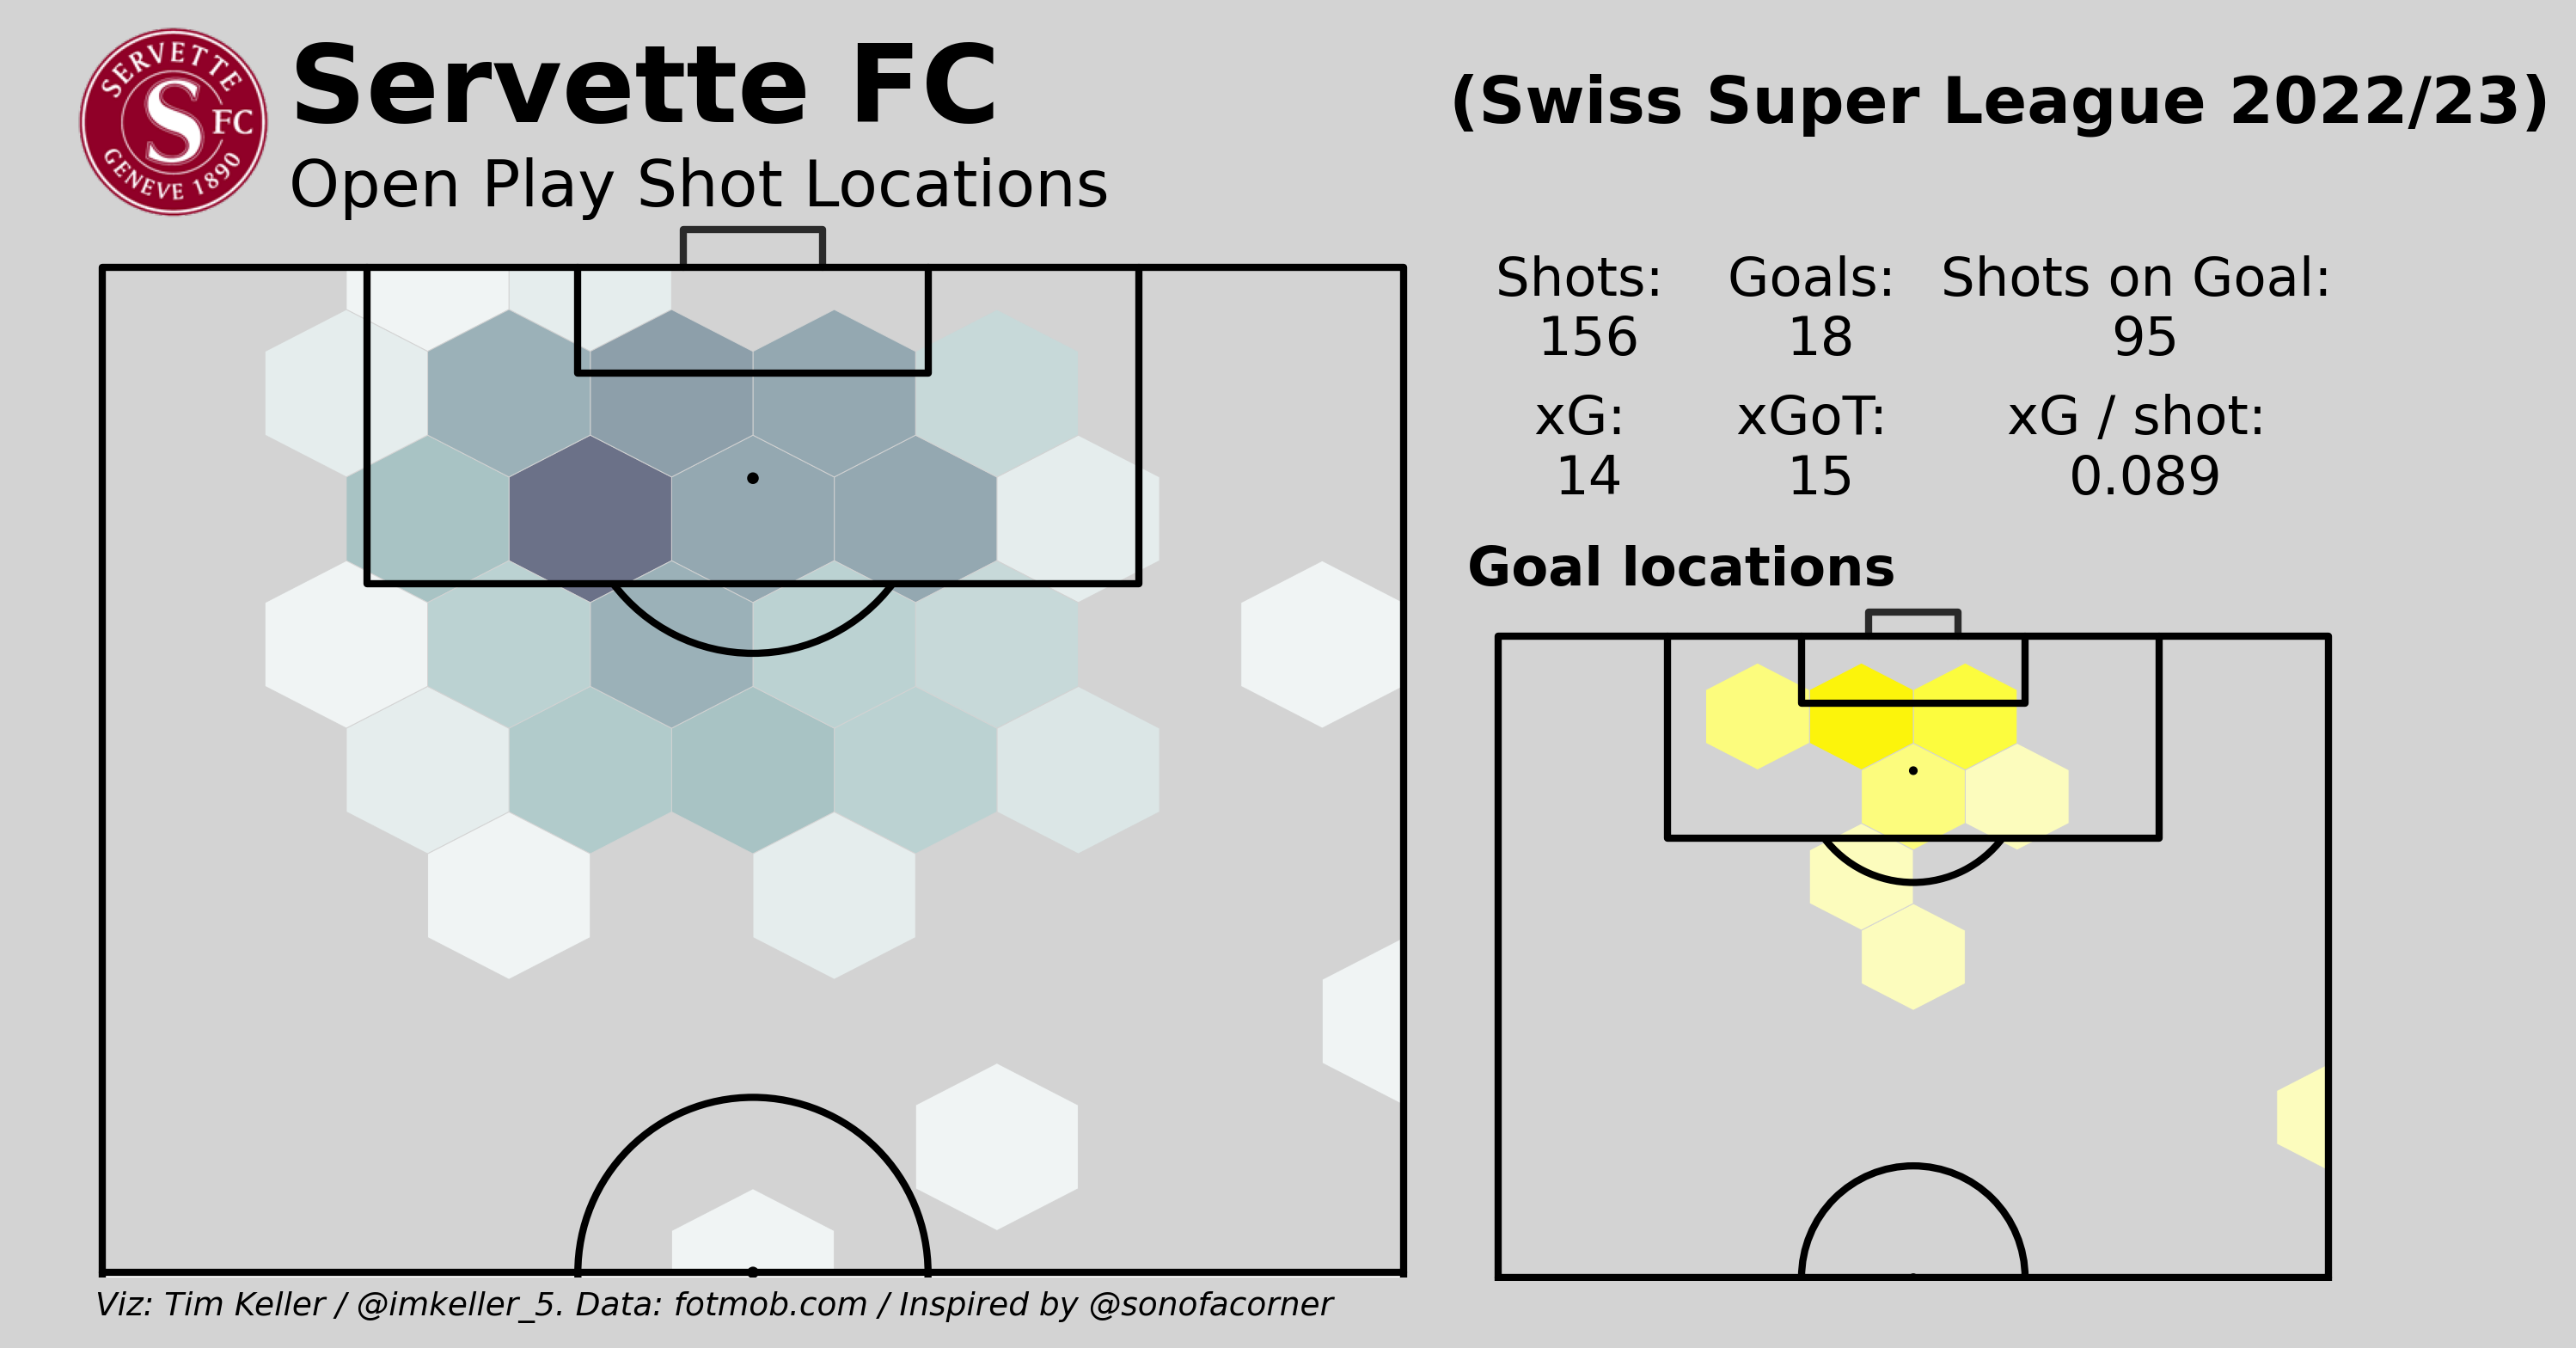 SERVETTE
FC
S
GENEVE 1890
Servette FC
(Swiss Super League 2022/23)
Open Play Shot Locations
Shots: Goals: Shots on Goal:
156 18 95
xG: xGoT: xG / shot:
14 15 0.089
Goal locations
Viz: Tim Keller / @imkeller_5. Data: fotmob.com / Inspired by @sonofacorner